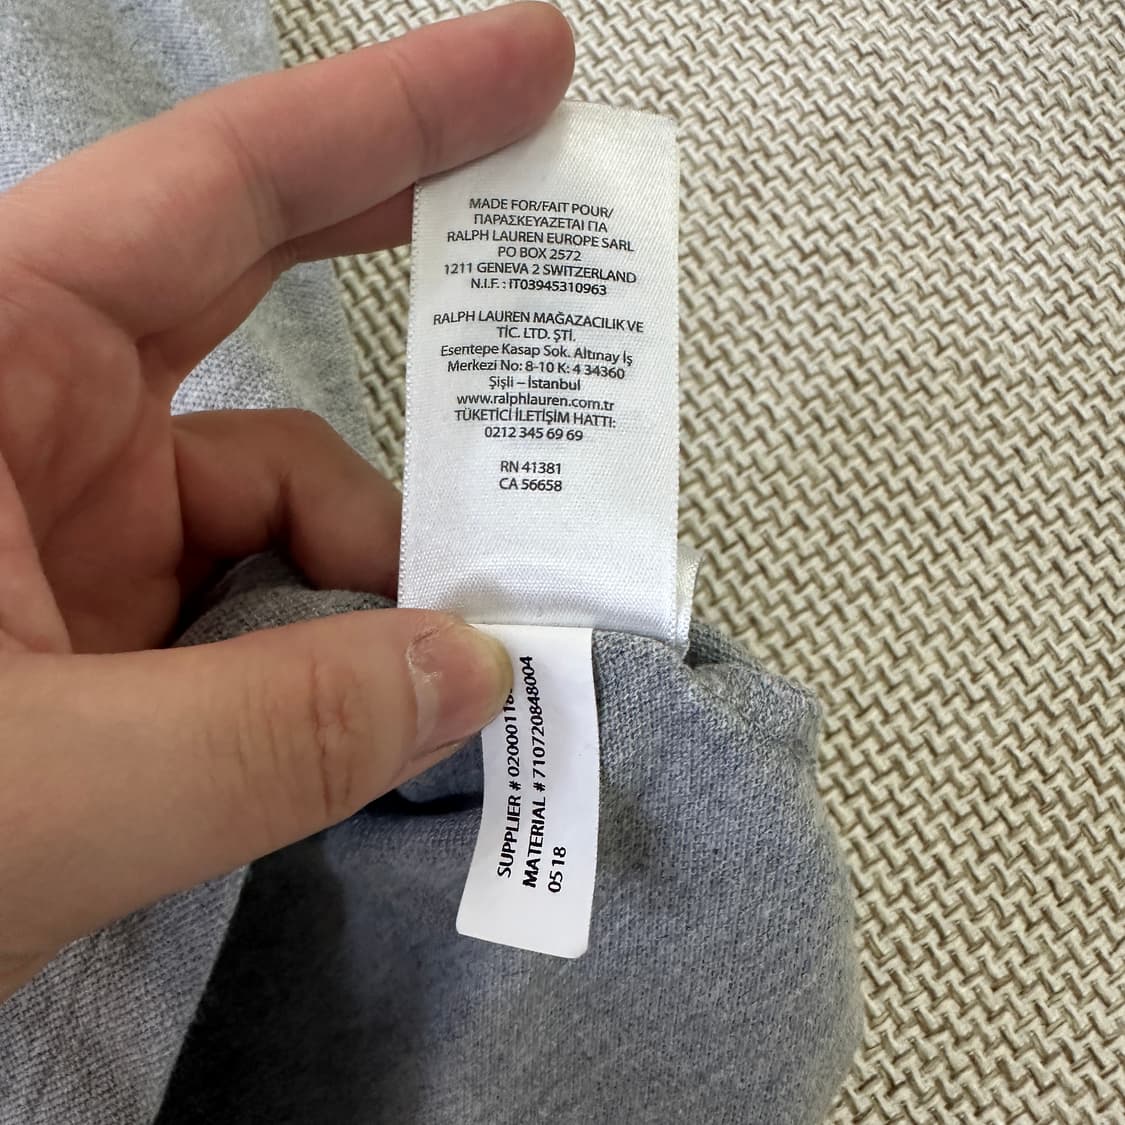 MADE FOR/FAIT POUR/
ΠΑΡΑΣΚΕΥΑΖΕΤΑΙ ΓΙΑ
RALPH LAUREN EUROPE SARL
PO BOX 2572
1211 GENEVA 2 SWITZERLAND
N.I.F. : IT03945310963
RALPH LAUREN MAĞAZACILIK VE
TİC. LTD. ŞTİ.
Esentepe Kasap Sok. Altınay İş
Merkezi No: 8-10 K: 4 34360
Şişli – İstanbul
www.ralphlauren.com.tr
TÜKETİCİ İLETİŞİM HATTI:
0212 345 69 69
RN 41381
CA 56658
SUPPLIER #
MATERIAL # 710720848004
0518